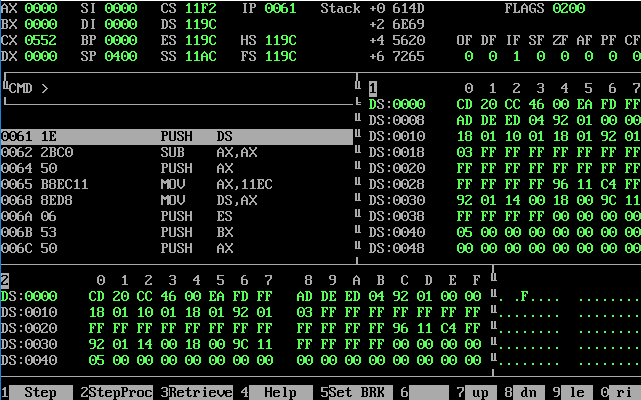 AX 0000 SI 0000 CS 11F2 IP 0061 Stack +0 614D FLAGS 0200
BX 0000 DI 0000 DS 119C +2 6E69
CX 0552 BP 0000 ES 119C HS 119C +4 5620 OF DF IF SF ZF AF PF CF
DX 0000 SP 0400 SS 11AC FS 119C +6 7265 0 0 1 0 0 0 0 0
CMD >
1 0 1 2 3 4 5 6 7
DS:0000 CD 20 CC 46 00 EA FD FF
DS:0008 AD DE ED 04 92 01 00 00
0061 1E PUSH DS DS:0010 18 01 10 01 18 01 92 01
0062 2BC0 SUB AX,AX DS:0018 03 FF FF FF FF FF FF FF
0064 50 PUSH AX DS:0020 FF FF FF FF FF FF FF FF
0065 B8EC11 MOV AX,11EC DS:0028 FF FF FF FF 96 11 C4 FF
0068 8ED8 MOV DS,AX DS:0030 92 01 14 00 18 00 9C 11
006A 06 PUSH ES DS:0038 FF FF FF FF 00 00 00 00
006B 53 PUSH BX DS:0040 05 00 00 00 00 00 00 00
006C 50 PUSH AX DS:0048 00 00 00 00 00 00 00 00
2 0 1 2 3 4 5 6 7 8 9 A B C D E F
DS:0000 CD 20 CC 46 00 EA FD FF AD DE ED 04 92 01 00 00 . .F.... ........
DS:0010 18 01 10 01 18 01 92 01 03 FF FF FF FF FF FF FF ........ ........
DS:0020 FF FF FF FF FF FF FF FF FF FF FF FF 96 11 C4 FF ........ ........
DS:0030 92 01 14 00 18 00 9C 11 FF FF FF FF 00 00 00 00 ........ ........
DS:0040 05 00 00 00 00 00 00 00 00 00 00 00 00 00 00 00 ........ ........
1 Step 2StepProc 3Retrieve 4 Help 5Set BRK 6 7 up 8 dn 9 le 0 ri